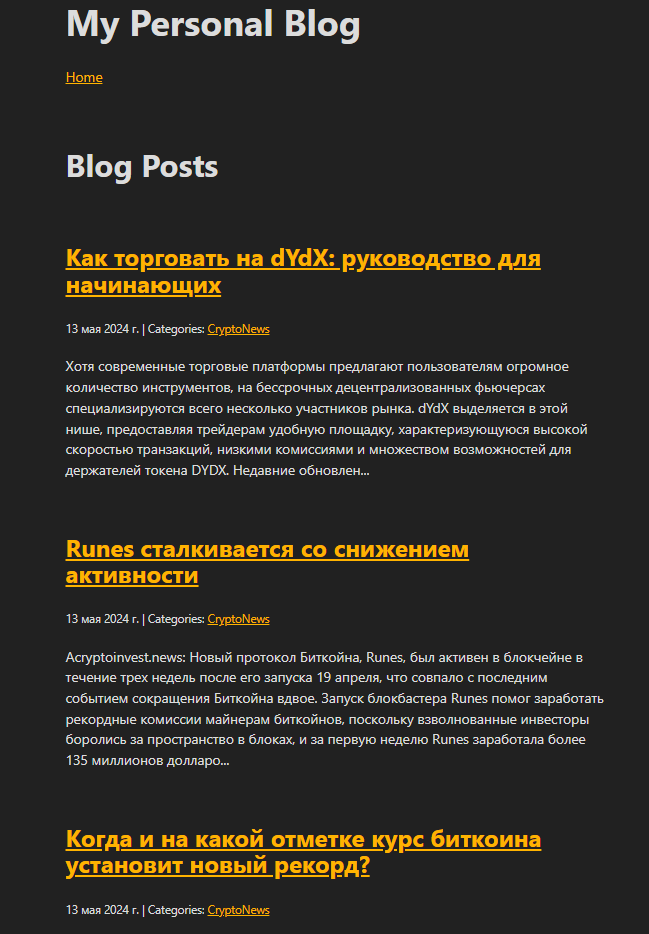 My Personal Blog
Home
Blog Posts
Как торговать на dYdX: руководство для
начинающих
13 мая 2024 г. | Categories: CryptoNews
Хотя современные торговые платформы предлагают пользователям огромное
количество инструментов, на бессрочных децентрализованных фьючерсах
специализируются всего несколько участников рынка. dYdX выделяется в этой
нише, предоставляя трейдерам удобную площадку, характеризующуюся высокой
скоростью транзакций, низкими комиссиями и множеством возможностей для
держателей токена DYDX. Недавние обновлен...
Runes сталкивается со снижением
активности
13 мая 2024 г. | Categories: CryptoNews
Acryptoinvest.news: Новый протокол Биткойна, Runes, был активен в блокчейне в
течение трех недель после его запуска 19 апреля, что совпало с последним
событием сокращения Биткойна вдвое. Запуск блокбастера Runes помог заработать
рекордные комиссии майнерам биткойнов, поскольку взволнованные инвесторы
боролись за пространство в блоках, и за первую неделю Runes заработала более
135 миллионов долларо...
Когда и на какой отметке курс биткоина
установит новый рекорд?
13 мая 2024 г. | Categories: CryptoNews